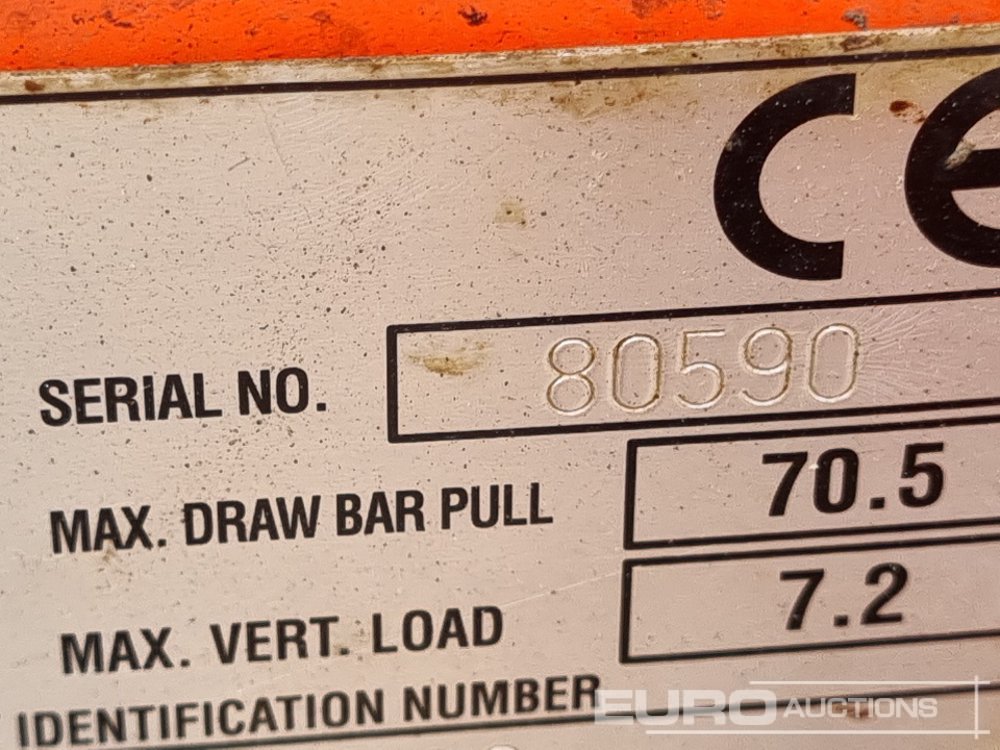 CE
SERIAL NO. 80590
MAX. DRAW BAR PULL 70.5
MAX. VERT. LOAD 7.2
IDENTIFICATION NUMBER
EURO AUCTIONS